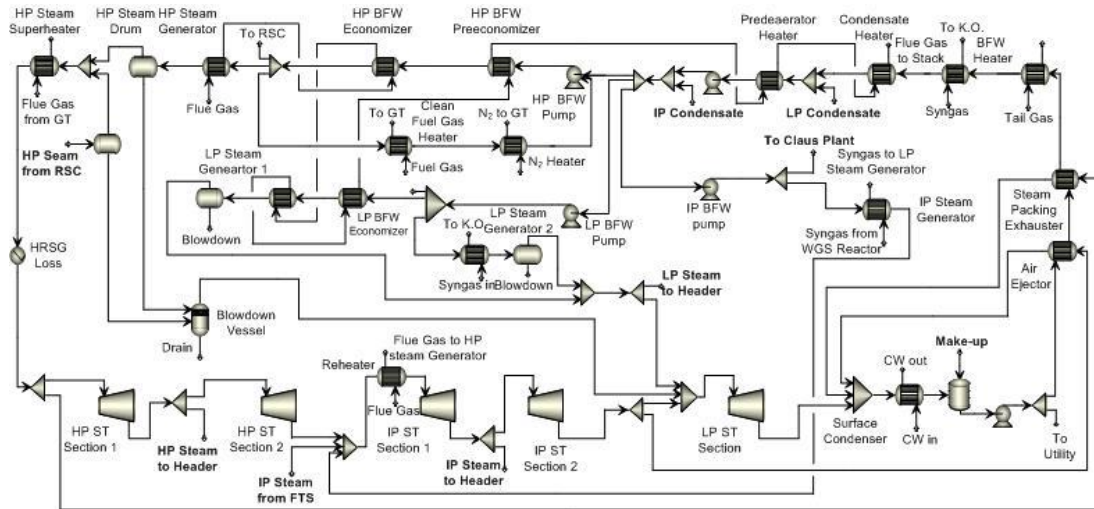 HP Steam
Superheater
HP Steam
Drum
HP Steam
Generator
To RSC
HP BFW
Economizer
HP BFW
Preeconomizer
Predeaerator
Heater
Condensate
Heater
Flue Gas
to Stack
To K.O.
BFW
Heater
Flue Gas
from GT
Flue Gas
HP BFW
Pump
IP Condensate
LP Condensate
Syngas
Tail Gas
HP Seam
from RSC
To GT
Clean
Fuel Gas
Heater
N2 to GT
Fuel Gas
N2 Heater
To Claus Plant
Syngas to LP
Steam Generator
LP Steam
Geneartor 1
IP BFW
pump
IP Steam
Generator
Steam
Packing
Exhauster
Blowdown
LP BFW
Economizer
To K.O.
LP Steam
Generator 2
LP BFW
Pump
Syngas from
WGS Reactor
HRSG
Loss
Syngas in
Blowdown
LP Steam
to Header
Air
Ejector
Blowdown
Vessel
Drain
Flue Gas to HP
steam Generator
Reheater
Flue Gas
CW out
Make-up
HP ST
Section 1
HP ST
Section 2
IP ST
Section 1
IP ST
Section 2
LP ST
Section
Surface
Condenser
CW in
To
Utility
HP Steam
to Header
IP Steam
from FTS
IP Steam
to Header